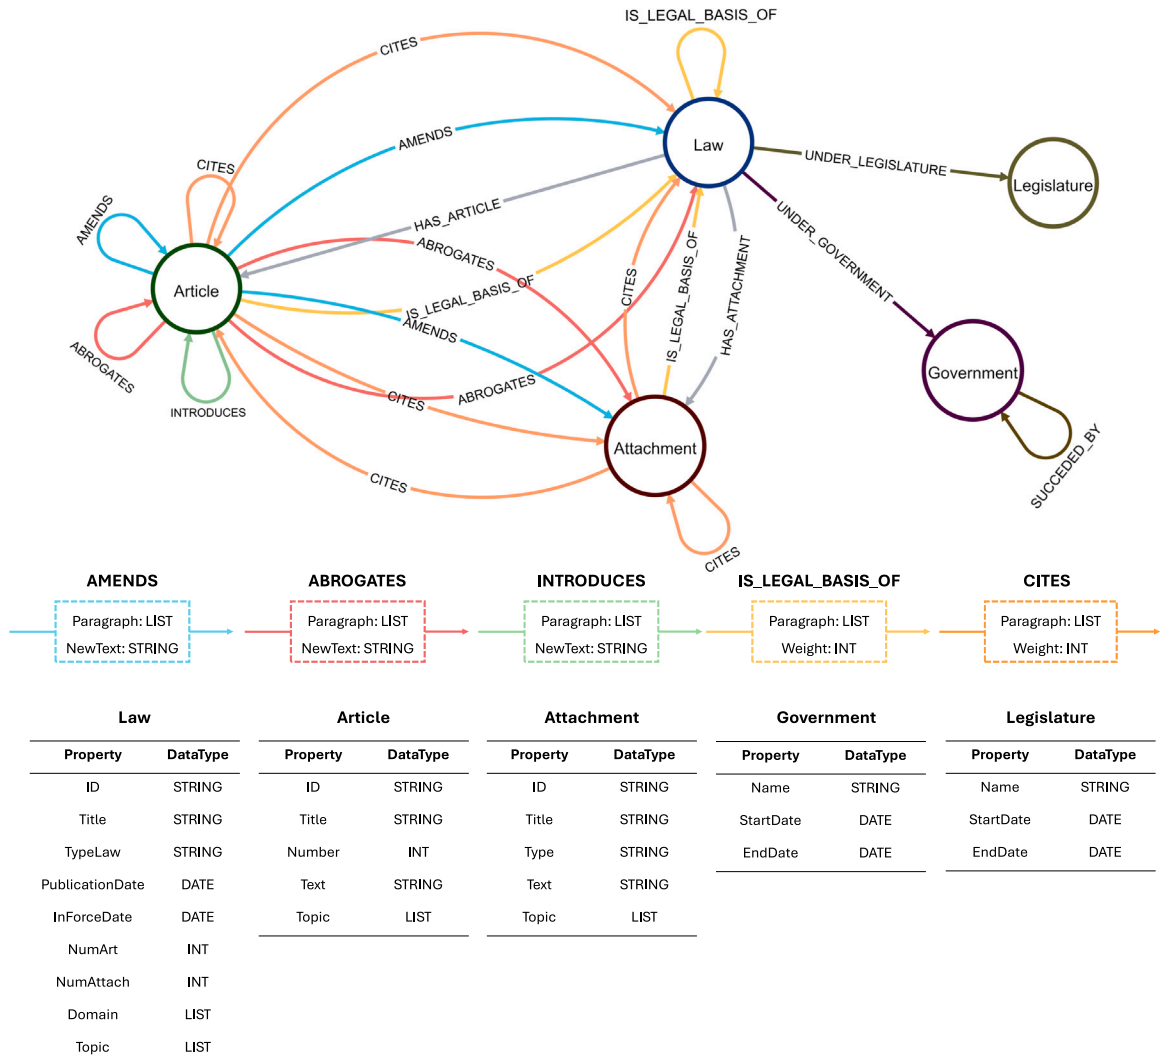 IS_LEGAL_BASIS_OF
CITES
AMENDS
Law
UNDER_LEGISLATURE
Legislature
CITES
AMENDS
HAS_ARTICLE
UNDER_GOVERNMENT
ABROGATES
Article
IS_LEGAL_BASIS_OF
CITES
IS_LEGAL_BASIS_OF
HAS_ATTACHMENT
AMENDS
ABROGATES
INTRODUCES
CITES
ABROGATES
Government
Attachment
SUCCEDED_BY
CITES
CITES
AMENDS ABROGATES INTRODUCES IS_LEGAL_BASIS_OF CITES
Paragraph: LIST Paragraph: LIST Paragraph: LIST Paragraph: LIST Paragraph: LIST
NewText: STRING NewText: STRING NewText: STRING Weight: INT Weight: INT
Law Article Attachment Government Legislature
Property DataType Property DataType Property DataType Property DataType Property DataType
ID STRING ID STRING ID STRING Name STRING Name STRING
Title STRING Title STRING Title STRING StartDate DATE StartDate DATE
TypeLaw STRING Number INT Type STRING EndDate DATE EndDate DATE
PublicationDate DATE Text STRING Text STRING
InForceDate DATE Topic LIST Topic LIST
NumArt INT
NumAttach INT
Domain LIST
Topic LIST